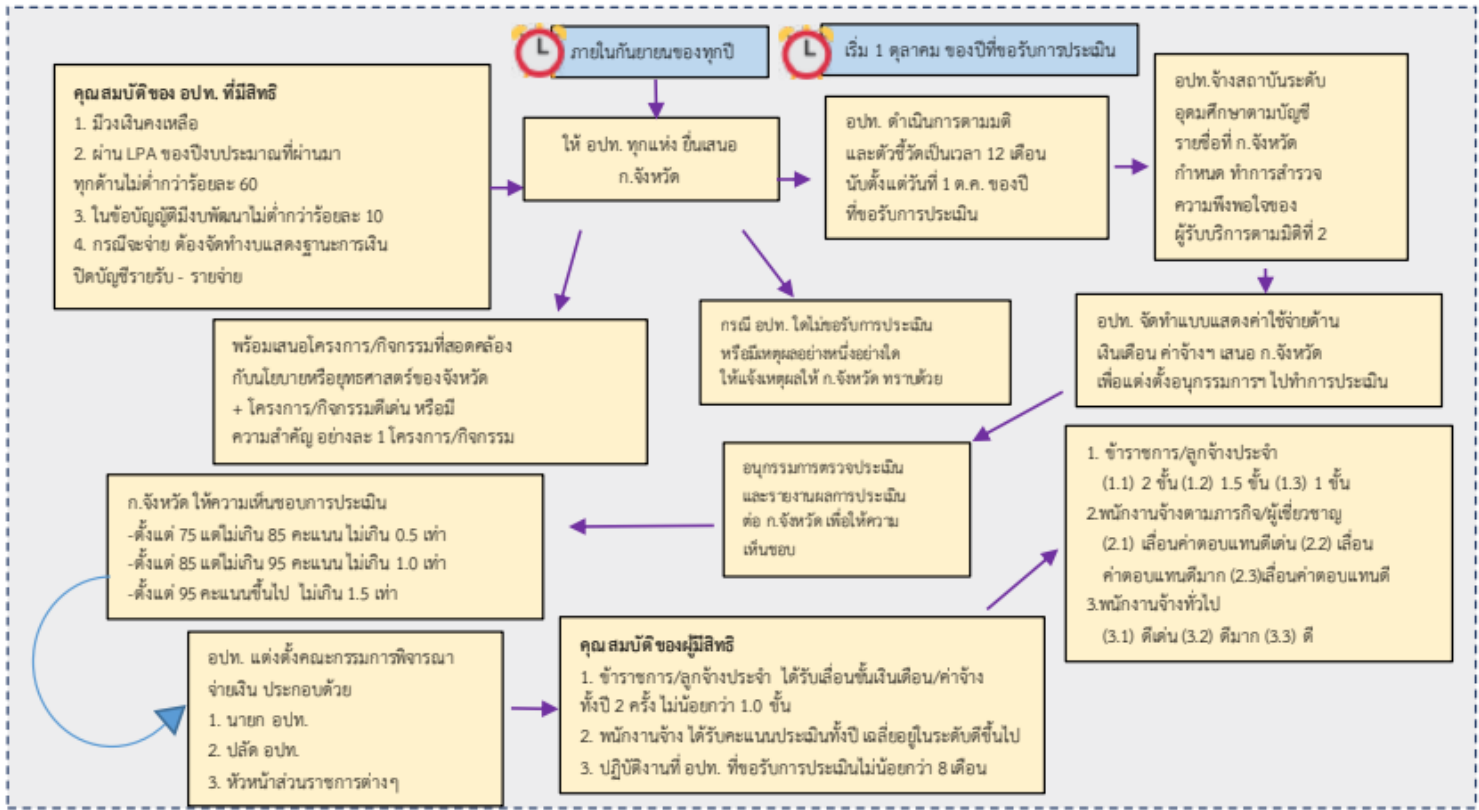 ภายในกันยายนของทุกปี
เริ่ม 1 ตุลาคม ของปีที่ขอรับการประเมิน
คุณสมบัติของ อปท. ที่มีสิทธิ
1. มีวงเงินคงเหลือ
2. ผ่าน LPA ของปีงบประมาณที่ผ่านมา
ทุกด้านไม่ต่ำกว่าร้อยละ 60
3. ในข้อบัญญัติมีงบพัฒนาไม่ต่ำกว่าร้อยละ 10
4. กรณีจะจ่าย ต้องจัดทำงบแสดงฐานะการเงิน
ปิดบัญชีรายรับ - รายจ่าย
ให้ อปท. ทุกแห่ง ยื่นเสนอ
ก.จังหวัด
อปท. ดำเนินการตามมติ
และตัวชี้วัดเป็นเวลา 12 เดือน
นับตั้งแต่วันที่ 1 ต.ค. ของปี
ที่ขอรับการประเมิน
อปท.จ้างสถาบันระดับ
อุดมศึกษาตามบัญชี
รายชื่อที่ ก.จังหวัด
กำหนด ทำการสำรวจ
ความพึงพอใจของ
ผู้รับบริการตามมิติที่ 2
พร้อมเสนอโครงการ/กิจกรรมที่สอดคล้อง
กับนโยบายหรือยุทธศาสตร์ของจังหวัด
+ โครงการ/กิจกรรมดีเด่น หรือมี
ความสำคัญ อย่างละ 1 โครงการ/กิจกรรม
กรณี อปท. ใดไม่ขอรับการประเมิน
หรือมีเหตุผลอย่างหนึ่งอย่างใด
ให้แจ้งเหตุผลให้ ก.จังหวัด ทราบด้วย
อปท. จัดทำแบบแสดงค่าใช้จ่ายด้าน
เงินเดือน ค่าจ้างฯ เสนอ ก.จังหวัด
เพื่อแต่งตั้งอนุกรรมการฯ ไปทำการประเมิน
อนุกรรมการตรวจประเมิน
และรายงานผลการประเมิน
ต่อ ก.จังหวัด เพื่อให้ความ
เห็นชอบ
ก.จังหวัด ให้ความเห็นชอบการประเมิน
-ตั้งแต่ 75 แต่ไม่เกิน 85 คะแนน ไม่เกิน 0.5 เท่า
-ตั้งแต่ 85 แต่ไม่เกิน 95 คะแนน ไม่เกิน 1.0 เท่า
-ตั้งแต่ 95 คะแนนขึ้นไป ไม่เกิน 1.5 เท่า
อปท. แต่งตั้งคณะกรรมการพิจารณา
จ่ายเงิน ประกอบด้วย
1. นายก อปท.
2. ปลัด อปท.
3. หัวหน้าส่วนราชการต่างๆ
คุณสมบัติของผู้มีสิทธิ
1. ข้าราชการ/ลูกจ้างประจำ ได้รับเลื่อนขั้นเงินเดือน/ค่าจ้าง
ทั้งปี 2 ครั้ง ไม่น้อยกว่า 1.0 ขั้น
2. พนักงานจ้าง ได้รับคะแนนประเมินทั้งปี เฉลี่ยอยู่ในระดับดีขึ้นไป
3. ปฏิบัติงานที่ อปท. ที่ขอรับการประเมินไม่น้อยกว่า 8 เดือน
1. ข้าราชการ/ลูกจ้างประจำ
(1.1) 2 ขั้น (1.2) 1.5 ขั้น (1.3) 1 ขั้น
2.พนักงานจ้างตามภารกิจ/ผู้เชี่ยวชาญ
(2.1) เลื่อนค่าตอบแทนดีเด่น (2.2) เลื่อน
ค่าตอบแทนดีมาก (2.3)เลื่อนค่าตอบแทนดี
3.พนักงานจ้างทั่วไป
(3.1) ดีเด่น (3.2) ดีมาก (3.3) ดี